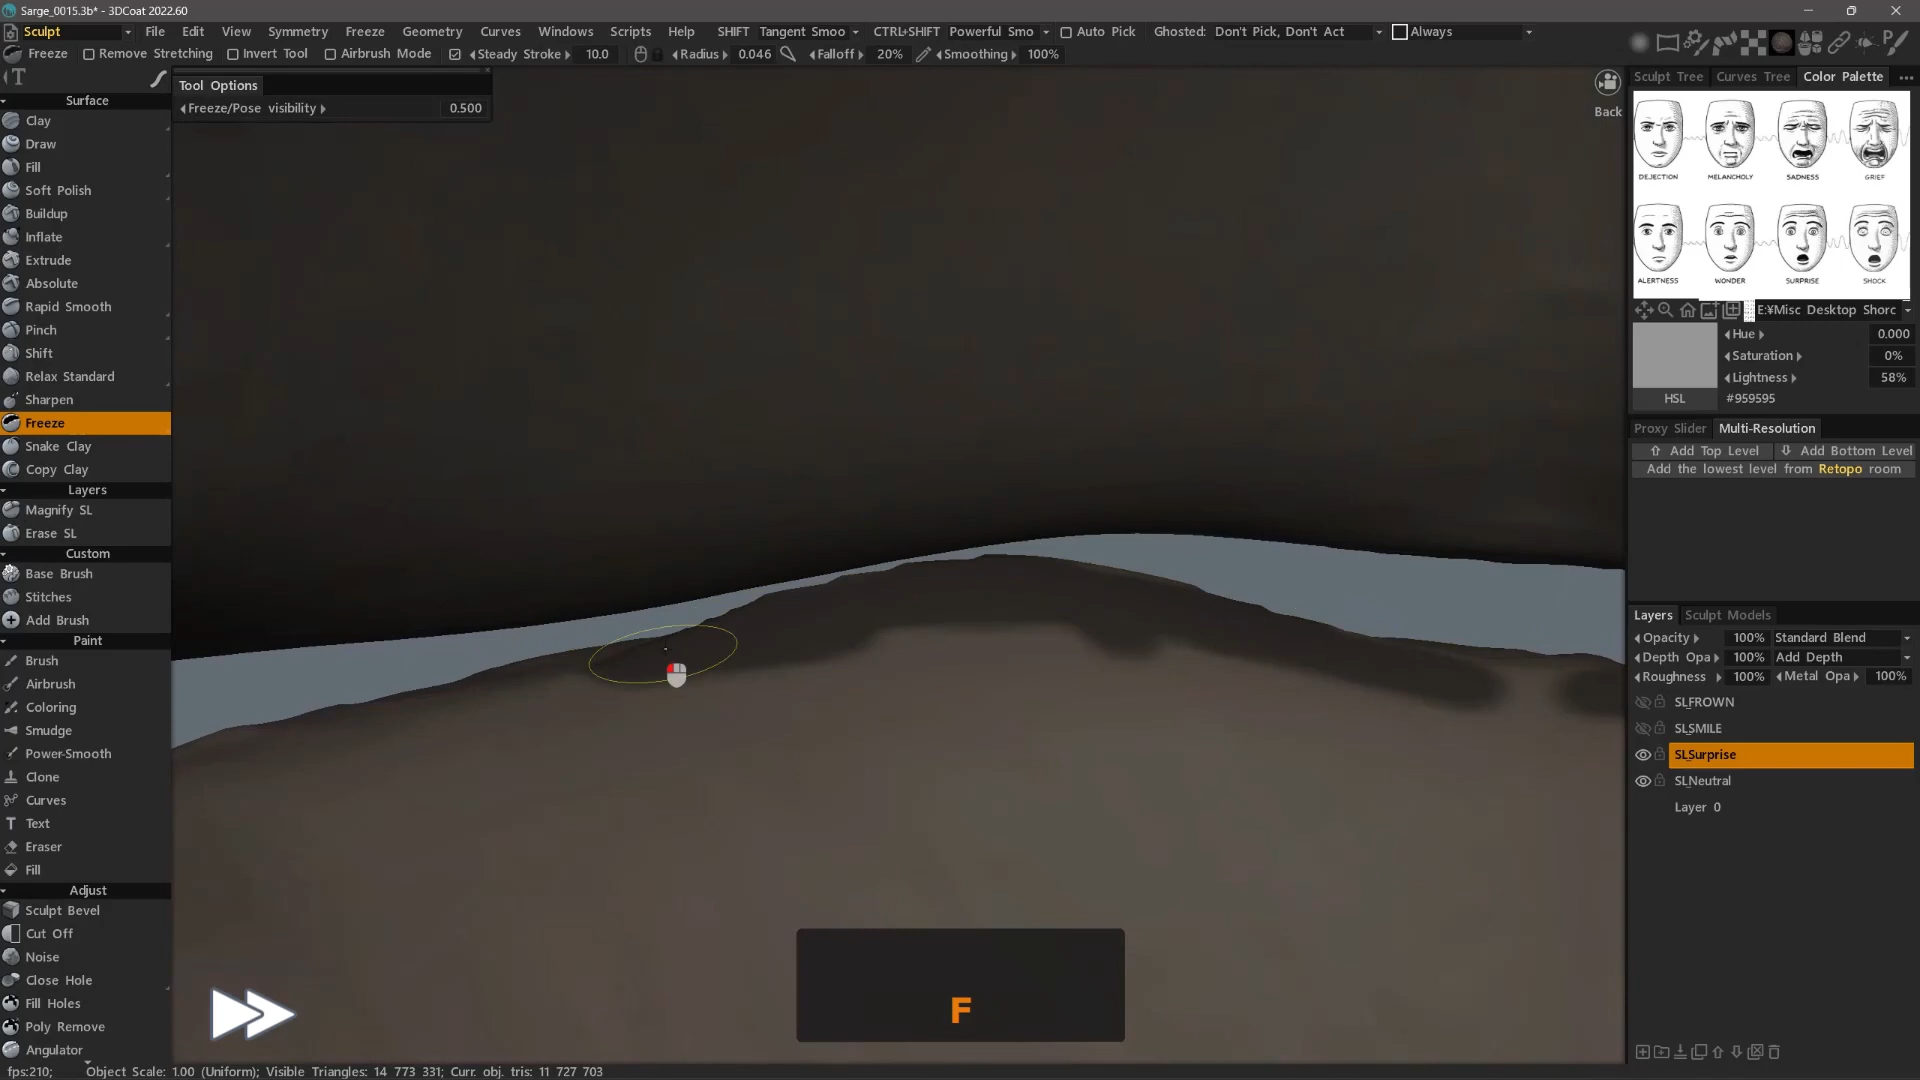 Sarge_0015.3b* - 3DCoat 2022.60
Sculpt File Edit View Symmetry Freeze Geometry Curves Windows Scripts Help SHIFT Tangent Smoo CTRL+SHIFT Powerful Smo Auto Pick Ghosted: Don't Pick, Don't Act Always
Freeze Remove Stretching Invert Tool Airbrush Mode Steady Stroke 10.0 Radius 0.046 Falloff 20% Smoothing 100%
T
Tool Options
Freeze/Pose visibility 0.500
Surface
Clay
Draw
Fill
Soft Polish
Buildup
Inflate
Extrude
Absolute
Rapid Smooth
Pinch
Shift
Relax Standard
Sharpen
Freeze
Snake Clay
Copy Clay
Layers
Magnify SL
Erase SL
Custom
Base Brush
Stitches
Add Brush
Paint
Brush
Airbrush
Coloring
Smudge
Power-Smooth
Clone
Curves
Text
Eraser
Fill
Adjust
Sculpt Bevel
Cut Off
Noise
Close Hole
Fill Holes
Poly Remove
Angulator
Back
F
Sculpt Tree Curves Tree Color Palette
DEJECTION MELANCHOLY SADNESS GRIEF
ALERTNESS WONDER SURPRISE SHOCK
E:¥Misc Desktop Shorc
Hue 0.000
Saturation 0%
Lightness 58%
HSL #959595
Proxy Slider Multi-Resolution
Add Top Level Add Bottom Level
Add the lowest level from Retopo room
Layers Sculpt Models
Opacity 100% Standard Blend
Depth Opa 100% Add Depth
Roughness 100% Metal Opa 100%
SL_FROWN
SL_SMILE
SL_Surprise
SL_Neutral
Layer 0
fps:210; Object Scale: 1.00 (Uniform); Visible Triangles: 14 773 331; Curr. obj. tris: 11 727 703